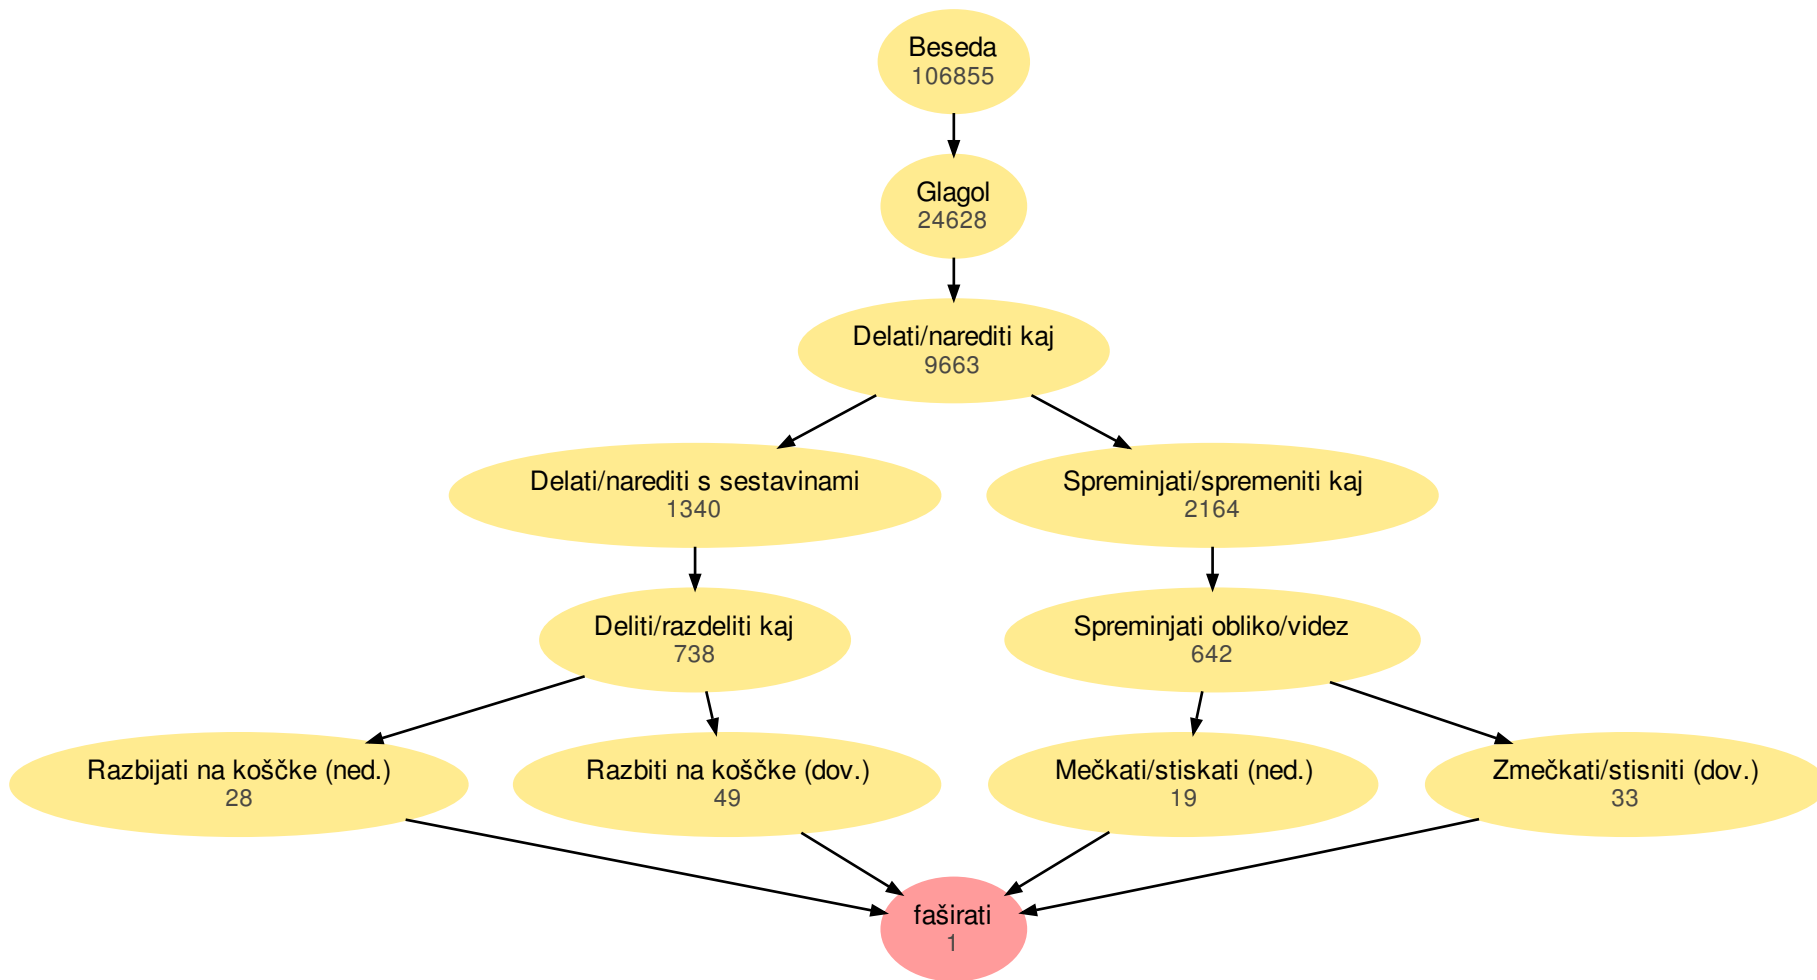 Beseda
106855
Glagol
24628
Delati/narediti kaj
9663
Delati/narediti s sestavinami
1340
Spreminjati/spremeniti kaj
2164
Deliti/razdeliti kaj
738
Spreminjati obliko/videz
642
Razbijati na koščke (ned.)
28
Razbiti na koščke (dov.)
49
Mečkati/stiskati (ned.)
19
Zmečkati/stisniti (dov.)
33
faširati
1